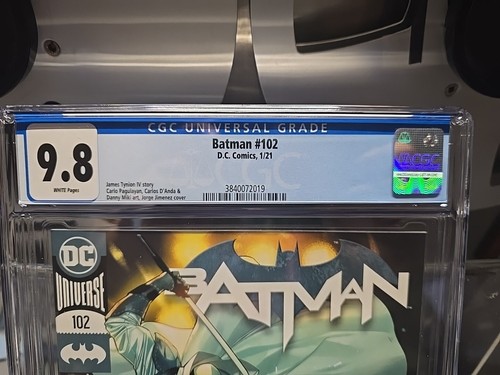 CGC UNIVERSAL GRADE
9.8
WHITE Pages
Batman #102
D.C. Comics, 1/21
James Tynion IV story
Carlo Pagulayan, Carlos D'Anda &
Danny Miki art, Jorge Jimenez cover
3840072019
CGC
DC
UNIVERSE
102
BATMAN